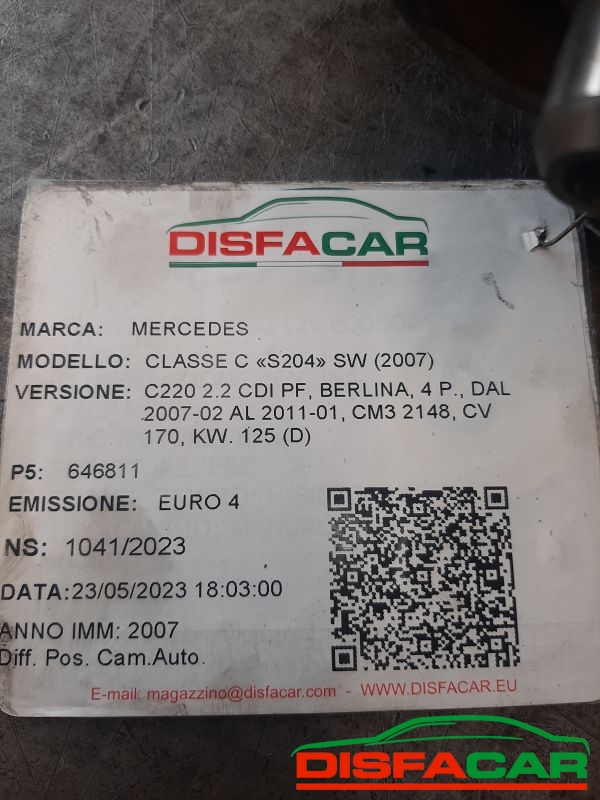 DISFACAR
MARCA: MERCEDES
MODELLO: CLASSE C «S204» SW (2007)
VERSIONE: C220 2.2 CDI PF, BERLINA, 4 P., DAL
2007-02 AL 2011-01, CM3 2148, CV
170, KW. 125 (D)
P5: 646811
EMISSIONE: EURO 4
NS: 1041/2023
DATA:23/05/2023 18:03:00
ANNO IMM: 2007
Diff. Pos. Cam.Auto.
E-mail: magazzino@disfacar.com - WWW.DISFACAR.EU
DISFACAR